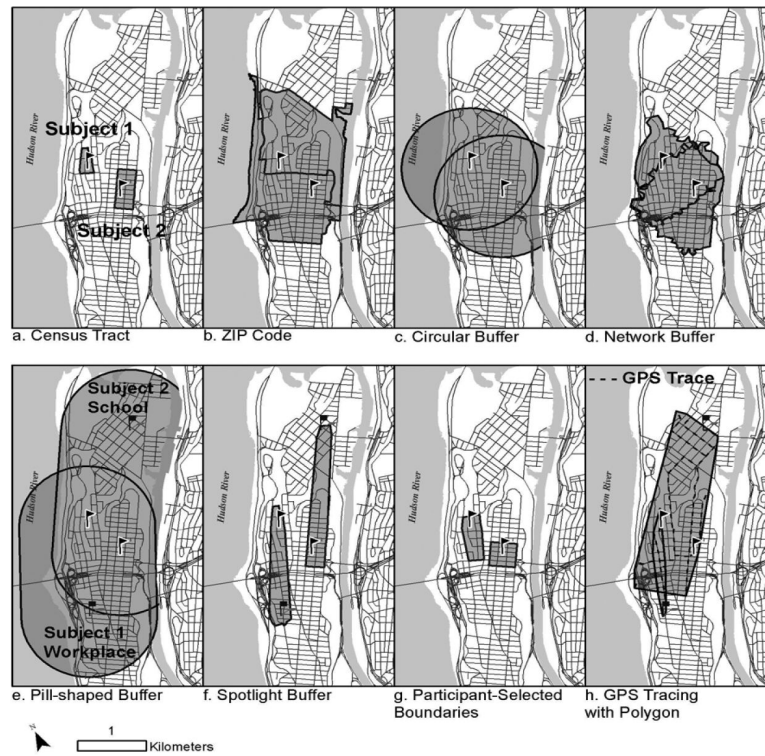 Hudson River
Subject 1
Subject 2
a. Census Tract
Hudson River
b. ZIP Code
Hudson River
c. Circular Buffer
Hudson River
d. Network Buffer
Subject 2
School
Hudson River
Subject 1
Workplace
e. Pill-shaped Buffer
Hudson River
f. Spotlight Buffer
Hudson River
g. Participant-Selected
Boundaries
GPS Trace
Hudson River
h. GPS Tracing
with Polygon
N
1
Kilometers